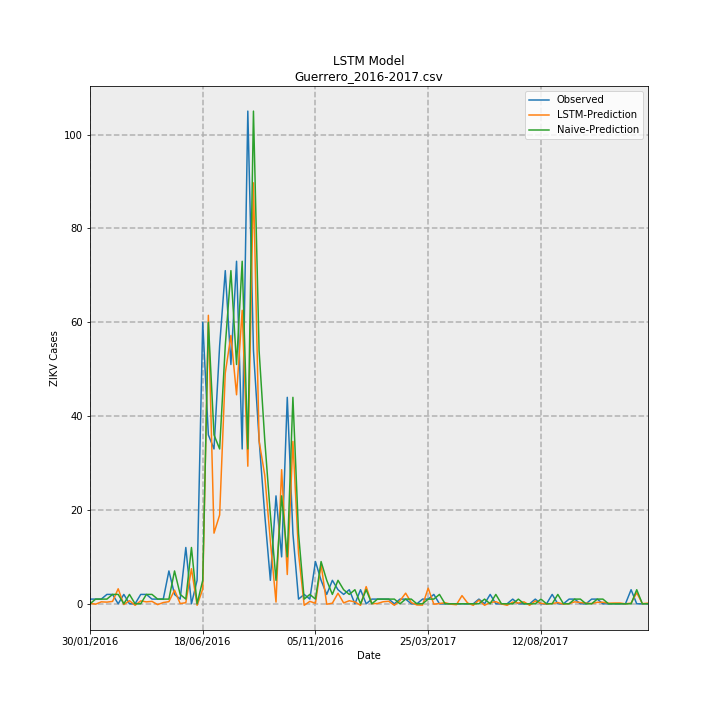 LSTM Model
Guerrero_2016-2017.csv
Observed
LSTM-Prediction
Naive-Prediction
ZIKV Cases
100
80
60
40
20
0
30/01/2016
18/06/2016
05/11/2016
25/03/2017
12/08/2017
Date